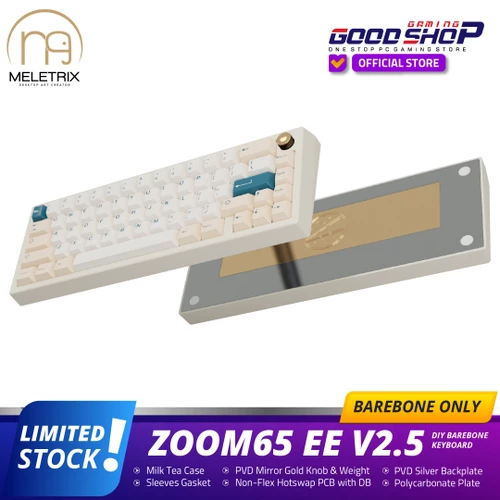 MELETRIX
DESKTOP ART CREATOR
GAMING
GOOD SHOP
ONE STOP PC GAMING STORE
OFFICIAL STORE
BAREBONE ONLY
LIMITED
STOCK!
ZOOM65 EE V2.5
DIY BAREBONE
KEYBOARD
• Milk Tea Case
• PVD Mirror Gold Knob & Weight
• PVD Silver Backplate
• Sleeves Gasket
• Non-Flex Hotswap PCB with DB
• Polycarbonate Plate